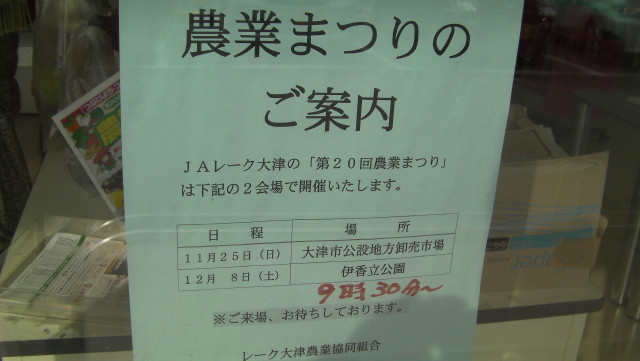 農業まつりの
ご案内
JAレーク大津の「第20回農業まつり」
は下記の2会場で開催いたします。
日 程 場 所
11月25日(日) 大津市公設地方卸売市場
12月 8日(土) 伊香立公園
9時30分～
※ご来場、お待ちしております。
レーク大津農業協同組合